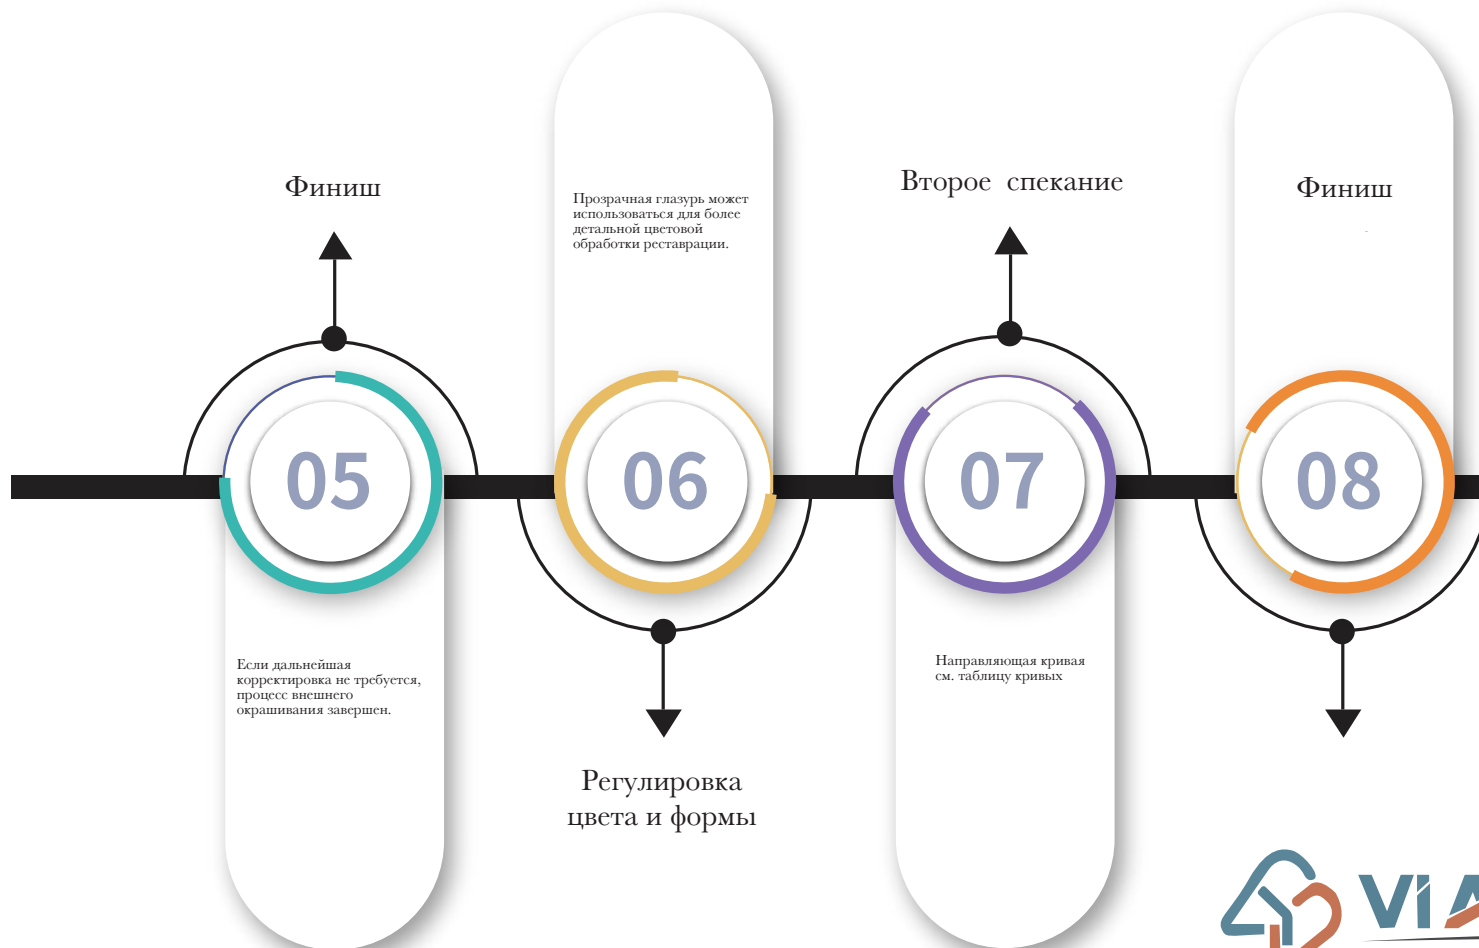 Финиш
05
Если дальнейшая
корректировка не требуется,
процесс внешнего
окрашивания завершен.
Прозрачная глазурь может
использоваться для более
детальной цветовой
обработки реставрации.
06
Регулировка
цвета и формы
Второе спекание
07
Направляющая кривая
см. таблицу кривых
Финиш
08
VIA